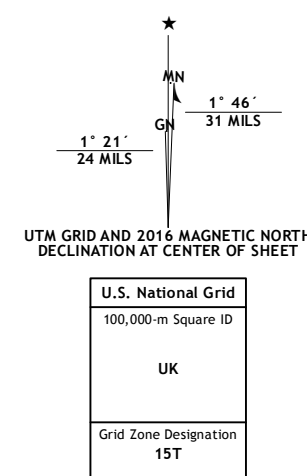 ★
MN
1° 46´
31 MILS
GN
1° 21´
24 MILS
UTM GRID AND 2016 MAGNETIC NORTH
DECLINATION AT CENTER OF SHEET
U.S. National Grid
100,000-m Square ID
UK
Grid Zone Designation
15T